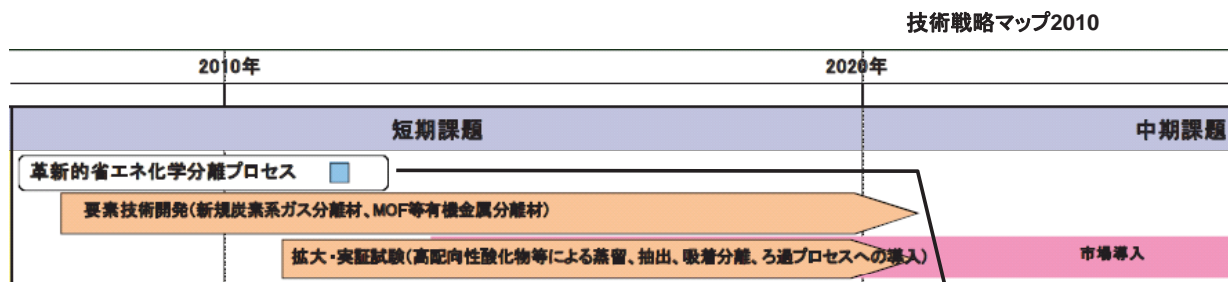 技術戦略マップ2010
2010年
2020年
短期課題
中期課題
革新的省エネ化学分離プロセス
要素技術開発(新規炭素系ガス分離材、MOF等有機金属分離材)
拡大・実証試験(高配向性酸化物等による蒸留、抽出、吸着分離、ろ過プロセスへの導入)
市場導入